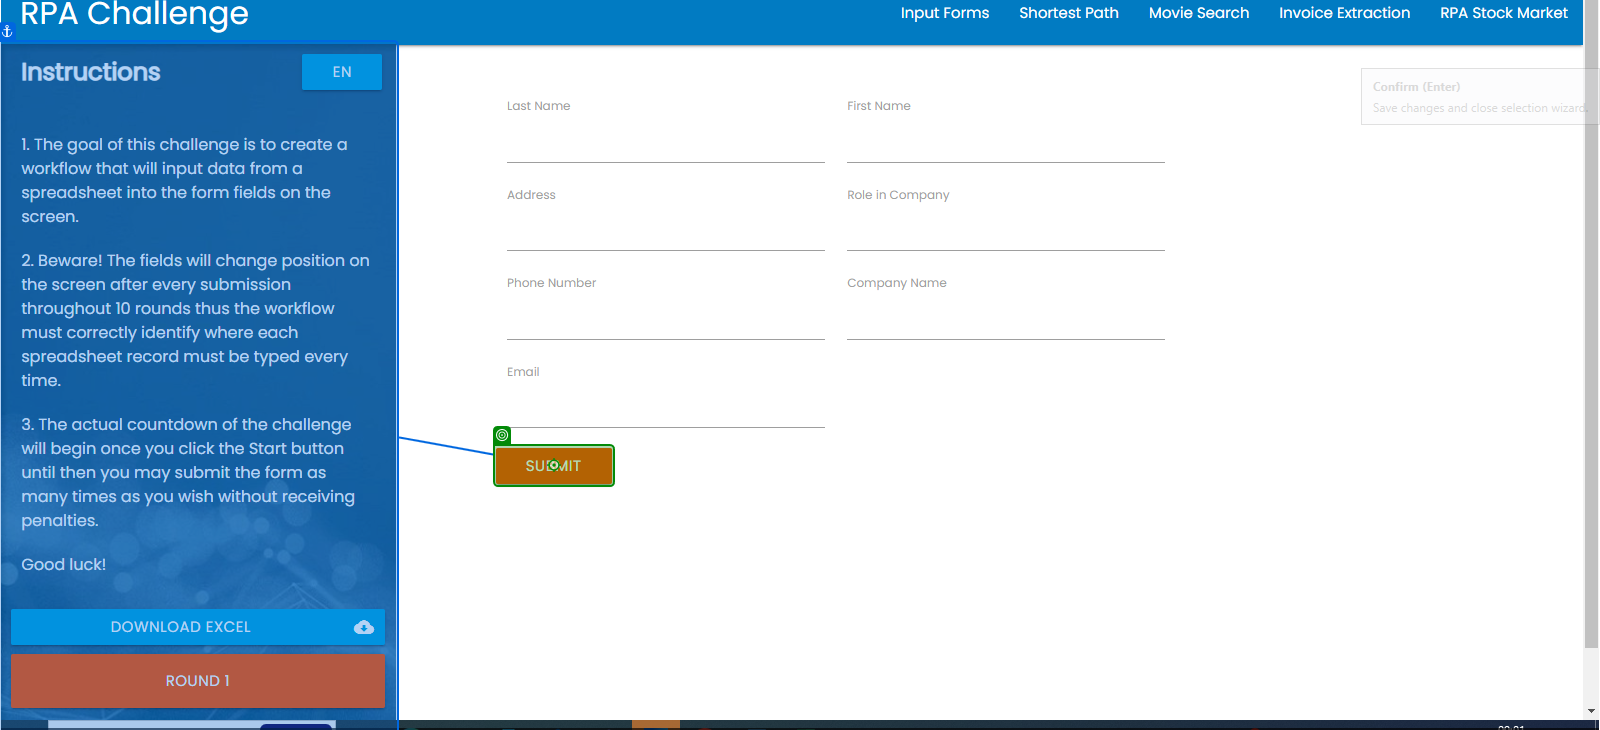 RPA Challenge
Input Forms Shortest Path Movie Search Invoice Extraction RPA Stock Market
Instructions
EN
1. The goal of this challenge is to create a
workflow that will input data from a
spreadsheet into the form fields on the
screen.
2. Beware! The fields will change position on
the screen after every submission
throughout 10 rounds thus the workflow
must correctly identify where each
spreadsheet record must be typed every
time.
3. The actual countdown of the challenge
will begin once you click the Start button
until then you may submit the form as
many times as you wish without receiving
penalties.
Good luck!
DOWNLOAD EXCEL
ROUND 1
Last Name First Name
Address Role in Company
Phone Number Company Name
Email
SUBMIT
Confirm (Enter)
Save changes and close selection wizard.